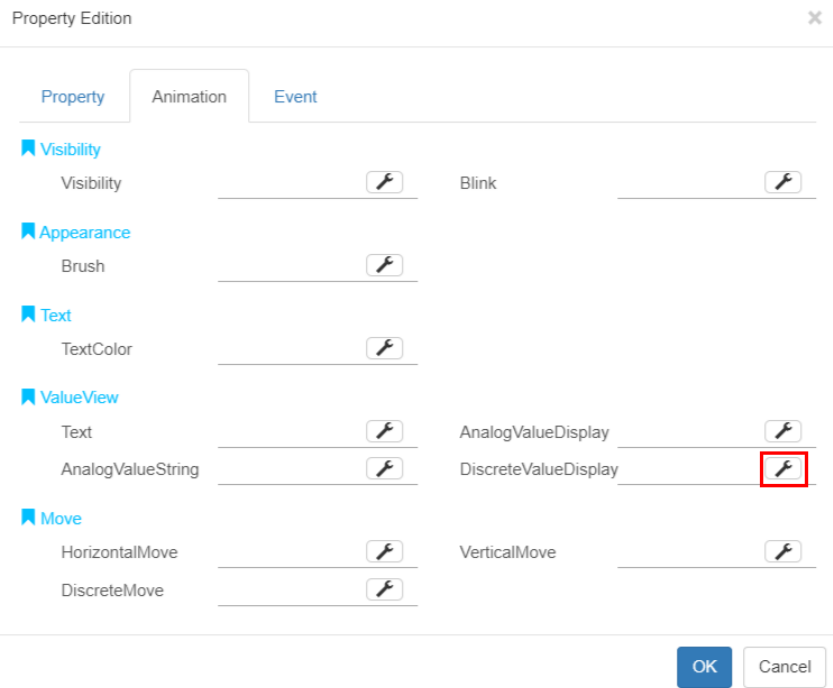 Property Edition ×
Property Animation Event
Visibility
Visibility Blink
Appearance
Brush
Text
TextColor
ValueView
Text AnalogValueDisplay
AnalogValueString DiscreteValueDisplay
Move
HorizontalMove VerticalMove
DiscreteMove
OK Cancel